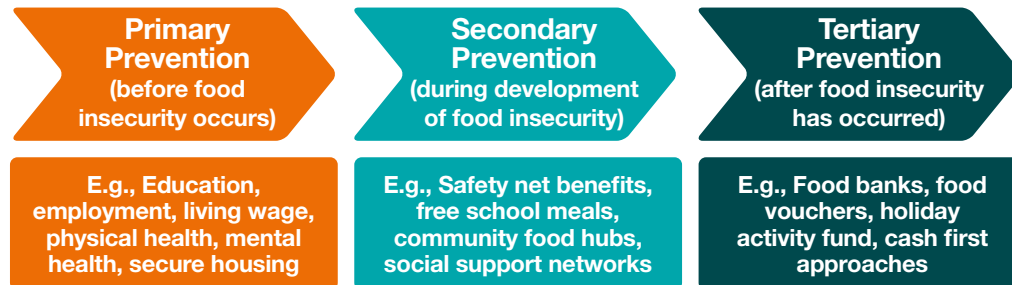 Primary
Prevention
(before food
insecurity occurs)
Secondary
Prevention
(during development
of food insecurity)
Tertiary
Prevention
(after food insecurity
has occurred)
E.g., Education,
employment, living wage,
physical health, mental
health, secure housing
E.g., Safety net benefits,
free school meals,
community food hubs,
social support networks
E.g., Food banks, food
vouchers, holiday
activity fund, cash first
approaches